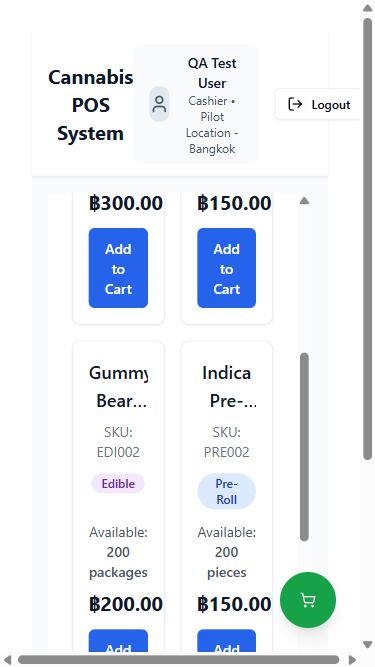 Cannabis
POS
System
QA Test
User
Cashier •
Pilot
Location -
Bangkok
Logout
฿300.00
฿150.00
Add
to
Cart
Add
to
Cart
Gummy
Bear...
SKU:
EDI002
Edible
Available:
200
packages
฿200.00
Add
Indica
Pre-...
SKU:
PRE002
Pre-
Roll
Available:
200
pieces
฿150.00
Add